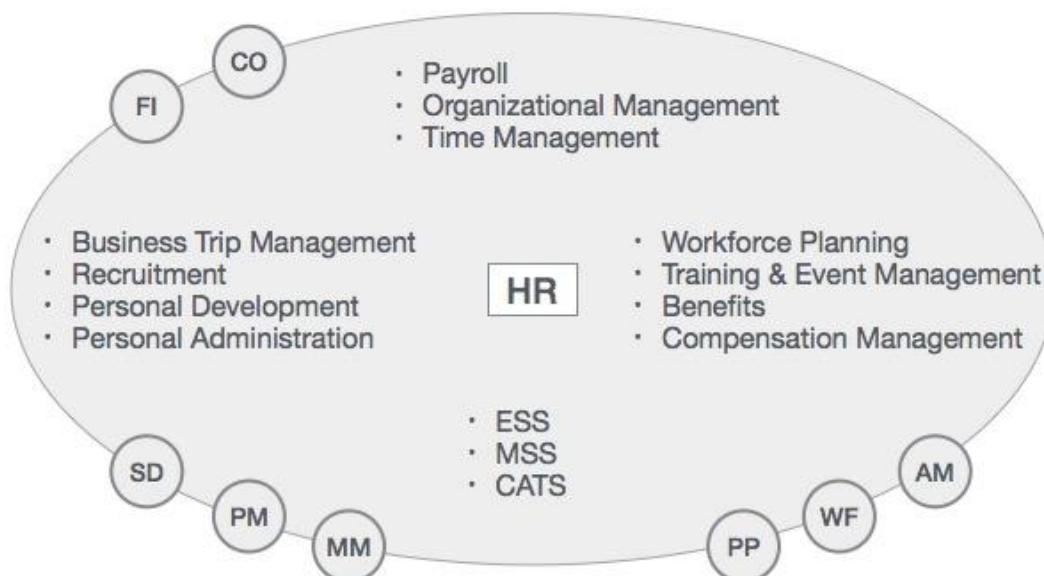 CO
FI
· Payroll
· Organizational Management
· Time Management
· Business Trip Management
· Recruitment
· Personal Development
· Personal Administration
HR
· Workforce Planning
· Training & Event Management
· Benefits
· Compensation Management
· ESS
· MSS
· CATS
SD
PM
MM
PP
WF
AM